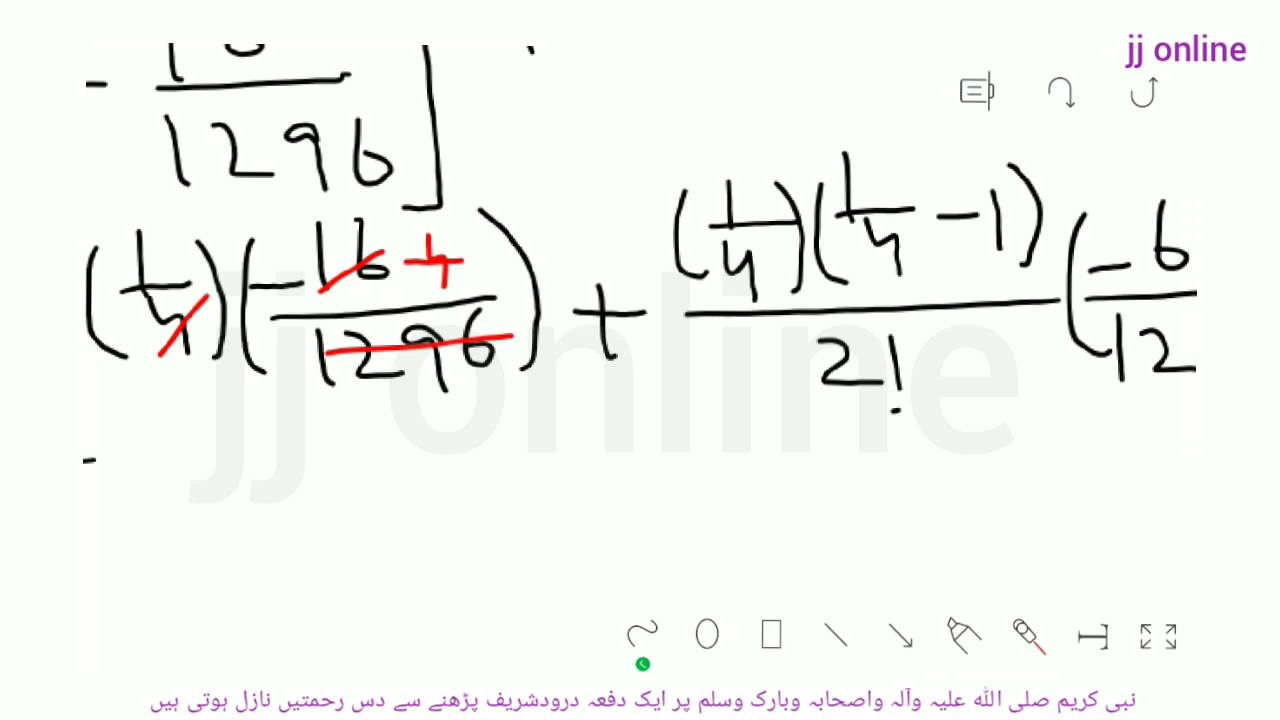 jj online
- 16/1296 ]
(1/4)(-16/1296) 4 + (1/4)(1/4 - 1)/2! (-6/12
-
jj online
نبی کریم صلی اللہ علیہ وآلہ واصحابہ وبارک وسلم پر ایک دفعہ درودشریف پڑھنے سے دس رحمتیں نازل ہوتی ہیں